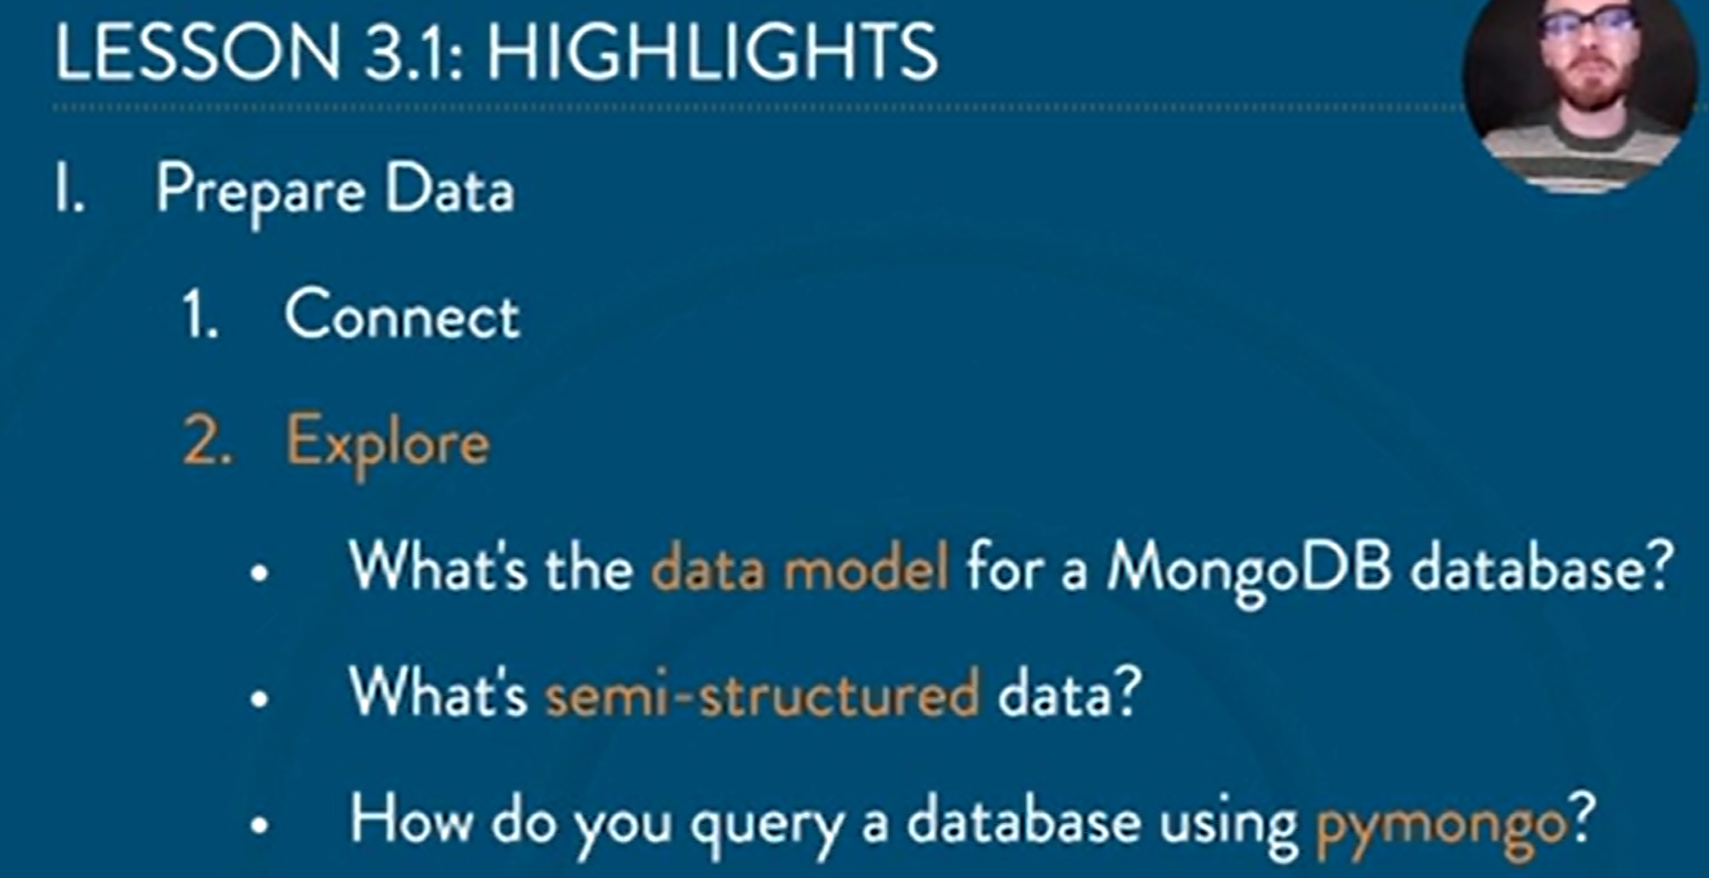 LESSON 3.1: HIGHLIGHTS
I. Prepare Data
1. Connect
2. Explore
• What's the data model for a MongoDB database?
• What's semi-structured data?
• How do you query a database using pymongo?